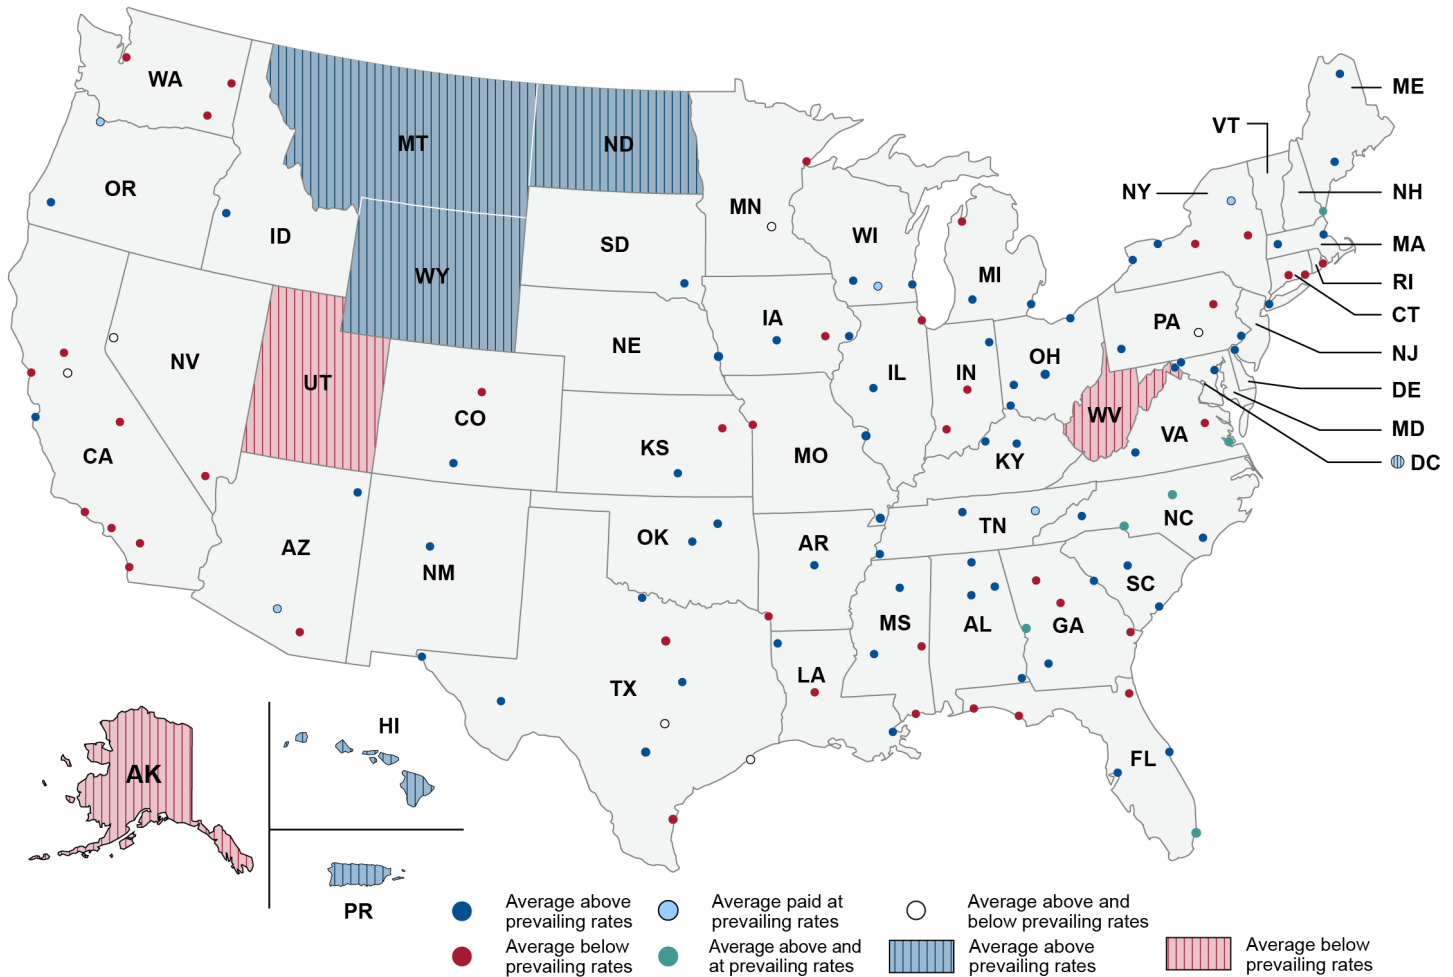 WA
MT
ND
ME
VT
OR
MN
NY
NH
ID
SD
WI
MA
WY
MI
RI
IA
PA
CT
NE
NV
OH
NJ
UT
IL
IN
DE
CO
WV
MD
CA
KS
MO
KY
VA
DC
AZ
NM
OK
AR
TN
NC
SC
MS
AL
GA
TX
LA
HI
FL
AK
PR
Average above
prevailing rates
Average paid at
prevailing rates
Average above and
below prevailing rates
Average below
prevailing rates
Average above and
at prevailing rates
Average above
prevailing rates
Average below
prevailing rates